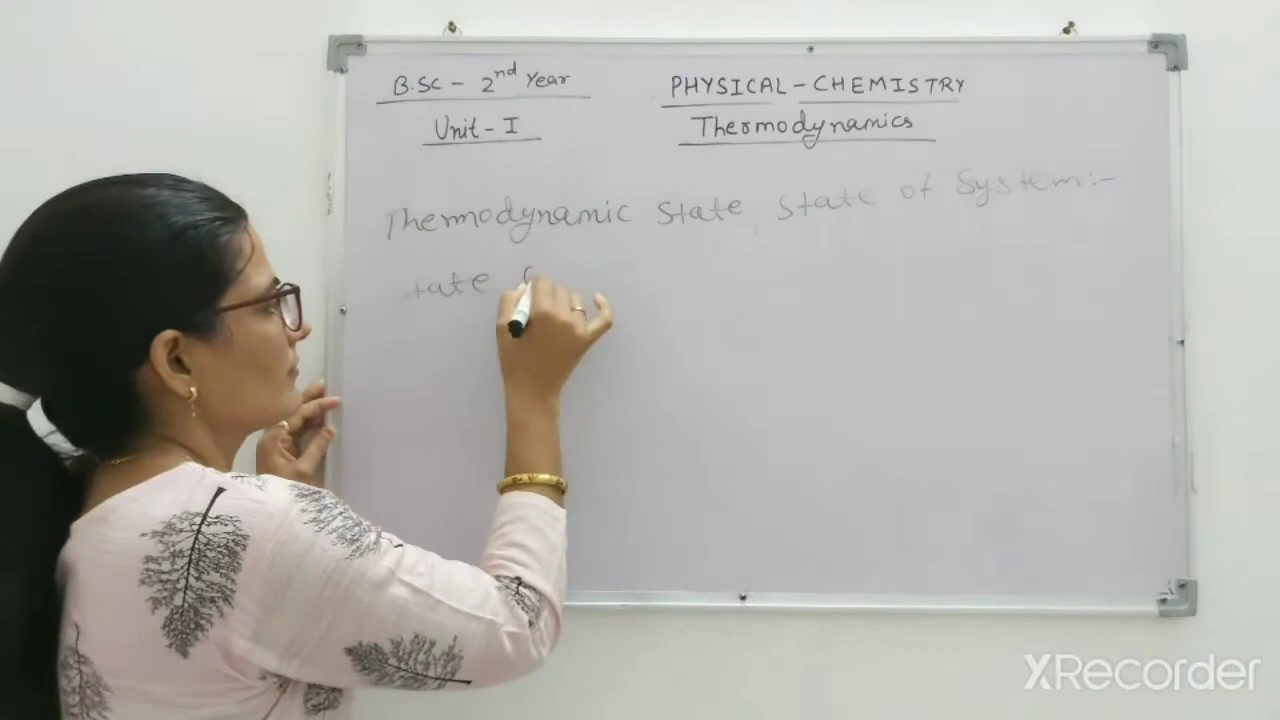 B.Sc - 2nd Year
Unit - I
PHYSICAL - CHEMISTRY
Thermodynamics
Thermodynamic State, State of System:-
tate
XRecorder